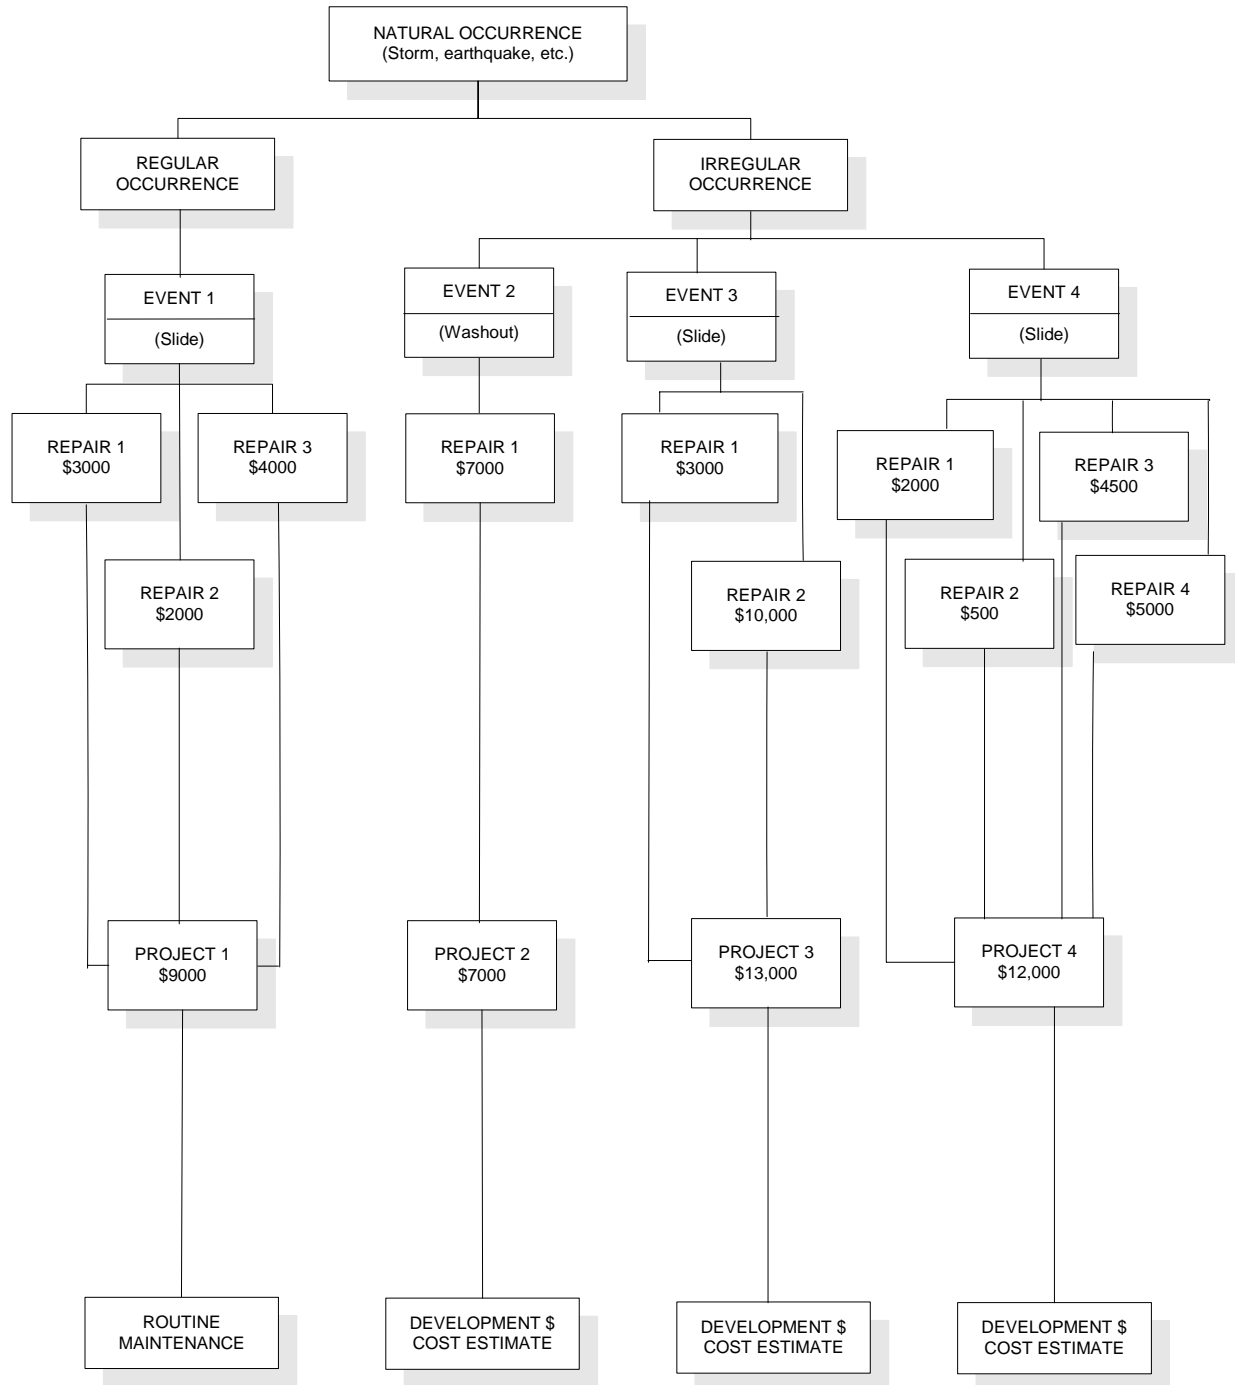 NATURAL OCCURRENCE
(Storm, earthquake, etc.)
REGULAR
OCCURRENCE
IRREGULAR
OCCURRENCE
EVENT 1
(Slide)
EVENT 2
(Washout)
EVENT 3
(Slide)
EVENT 4
(Slide)
REPAIR 1
$3000
REPAIR 3
$4000
REPAIR 1
$7000
REPAIR 1
$3000
REPAIR 1
$2000
REPAIR 3
$4500
REPAIR 2
$2000
REPAIR 2
$10,000
REPAIR 2
$500
REPAIR 4
$5000
PROJECT 1
$9000
PROJECT 2
$7000
PROJECT 3
$13,000
PROJECT 4
$12,000
ROUTINE
MAINTENANCE
DEVELOPMENT $
COST ESTIMATE
DEVELOPMENT $
COST ESTIMATE
DEVELOPMENT $
COST ESTIMATE